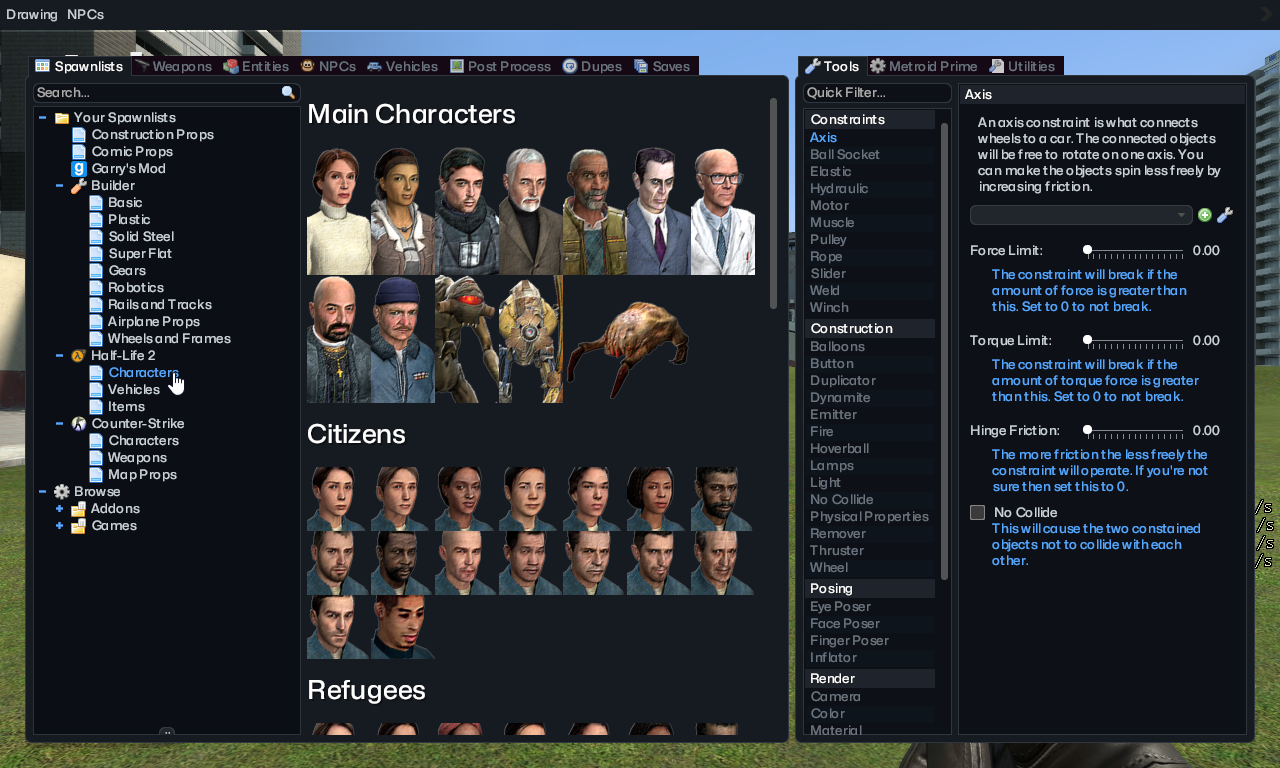 Drawing NPCs
Spawnlists Weapons Entities NPCs Vehicles Post Process Dupes Saves
Search...
Your Spawnlists
Construction Props
Comic Props
Garry's Mod
Builder
Basic
Plastic
Solid Steel
Super Flat
Gears
Robotics
Rails and Tracks
Airplane Props
Wheels and Frames
Half-Life 2
Characters
Vehicles
Items
Counter-Strike
Characters
Weapons
Map Props
Browse
Addons
Games
Main Characters
Citizens
Refugees
Tools Metroid Prime Utilities
Quick Filter...
Constraints
Axis
Ball Socket
Elastic
Hydraulic
Motor
Muscle
Pulley
Rope
Slider
Weld
Winch
Construction
Balloons
Button
Duplicator
Dynamite
Emitter
Fire
Hoverball
Lamps
Light
No Collide
Physical Properties
Remover
Thruster
Wheel
Posing
Eye Poser
Face Poser
Finger Poser
Inflator
Render
Camera
Color
Material
Axis
An axis constraint is what connects
wheels to a car. The connected objects
will be free to rotate on one axis. You
can make the objects spin less freely by
increasing friction.
Force Limit: 0.00
The constraint will break if the
amount of force is greater than
this. Set to 0 to not break.
Torque Limit: 0.00
The constraint will break if the
amount of torque force is greater
than this. Set to 0 to not break.
Hinge Friction: 0.00
The more friction the less freely the
constraint will operate. If you're not
sure then set this to 0.
No Collide
This will cause the two constained
objects not to collide with each
other.
/s
/s
/s
/s